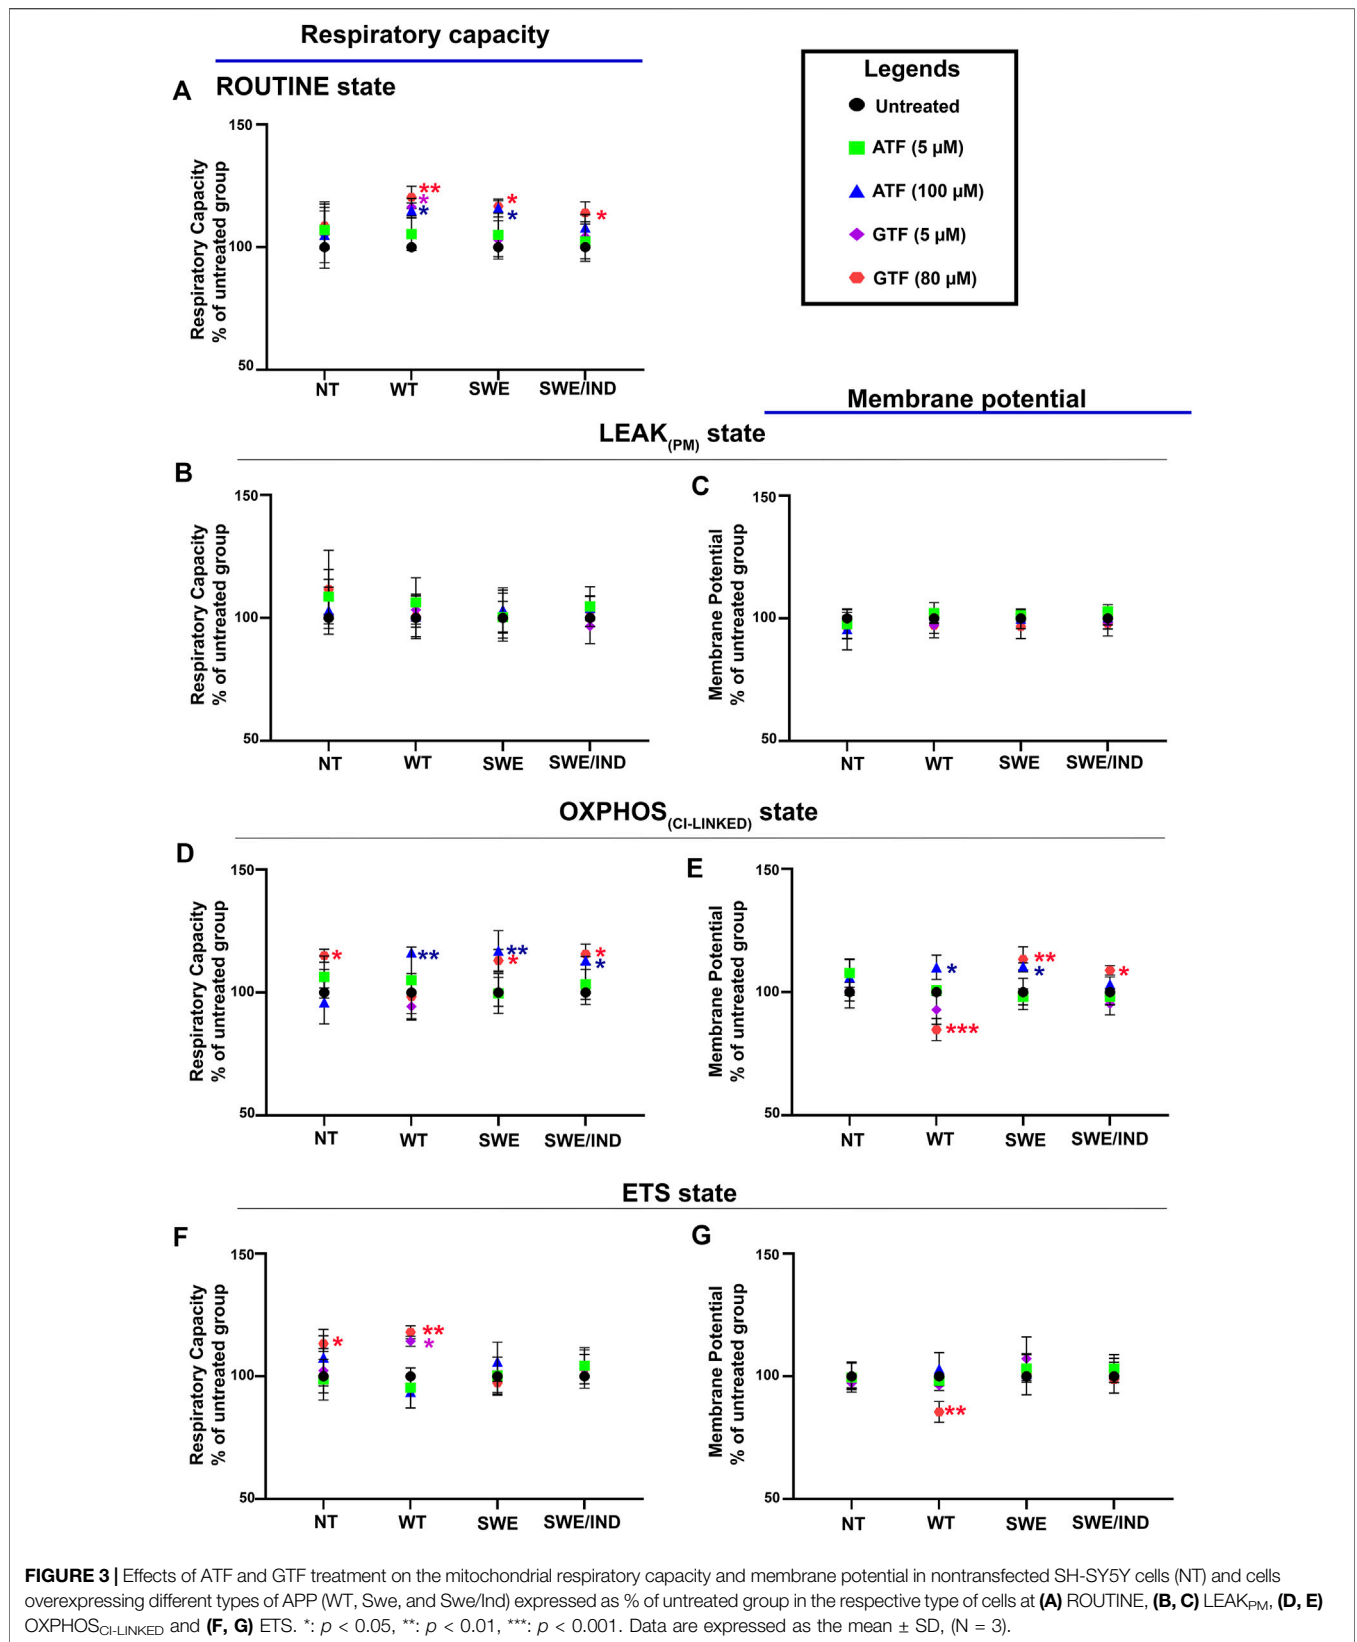 Respiratory capacity
A ROUTINE state
150
100
50
Respiratory Capacity
% of untreated group
** * *
* *
*
NT WT SWE SWE/IND
Legends
Untreated
ATF (5 µM)
ATF (100 µM)
GTF (5 µM)
GTF (80 µM)
Membrane potential
LEAK(PM) state
B
150
100
50
Respiratory Capacity
% of untreated group
NT WT SWE SWE/IND
C
150
100
50
Membrane Potential
% of untreated group
NT WT SWE SWE/IND
OXPHOS(CI-LINKED) state
D
150
100
50
Respiratory Capacity
% of untreated group
* ** ** *
* *
NT WT SWE SWE/IND
E
150
100
50
Membrane Potential
% of untreated group
* ** *
*** *
NT WT SWE SWE/IND
ETS state
F
150
100
50
Respiratory Capacity
% of untreated group
* **
*
NT WT SWE SWE/IND
G
150
100
50
Membrane Potential
% of untreated group
**
NT WT SWE SWE/IND
FIGURE 3 | Effects of ATF and GTF treatment on the mitochondrial respiratory capacity and membrane potential in nontransfected SH-SY5Y cells (NT) and cells
overexpressing different types of APP (WT, Swe, and Swe/Ind) expressed as % of untreated group in the respective type of cells at (A) ROUTINE, (B, C) LEAKPM, (D, E)
OXPHOSCI-LINKED and (F, G) ETS. *: p < 0.05, **: p < 0.01, ***: p < 0.001. Data are expressed as the mean ± SD, (N = 3).